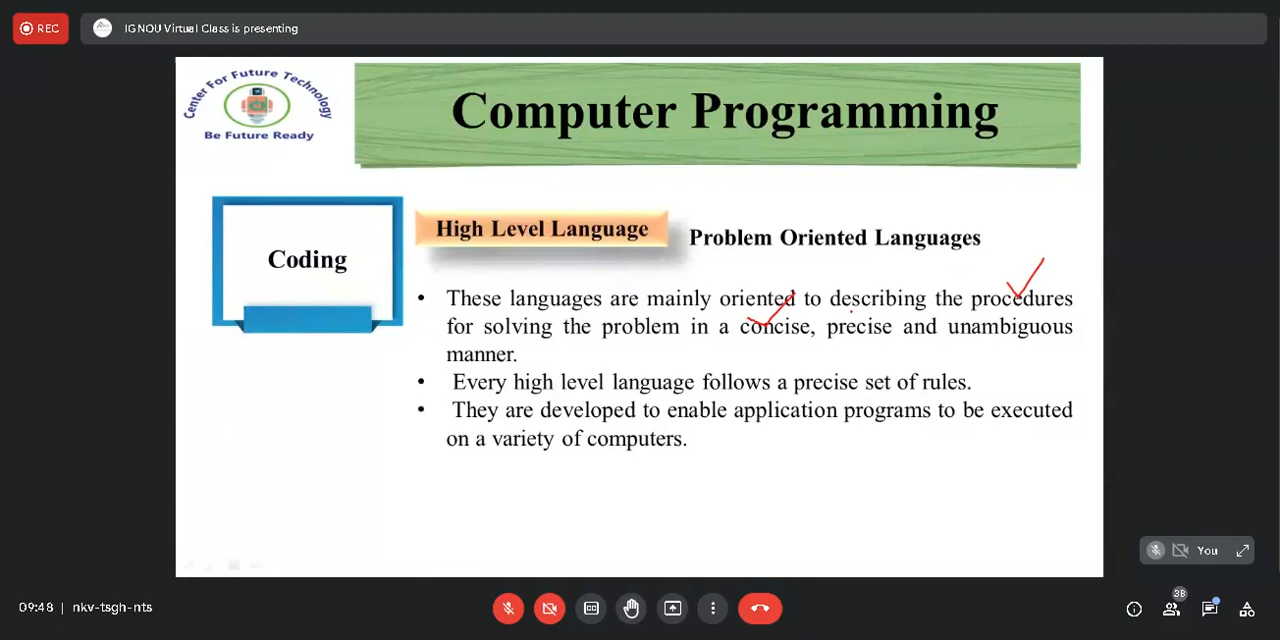 REC
IGNOU Virtual Class is presenting
Center For Future Technology
Be Future Ready
Computer Programming
Coding
High Level Language
Problem Oriented Languages
• These languages are mainly oriented to describing the procedures
for solving the problem in a concise, precise and unambiguous
manner.
• Every high level language follows a precise set of rules.
• They are developed to enable application programs to be executed
on a variety of computers.
You
09:48 | nkv-tsgh-nts
38